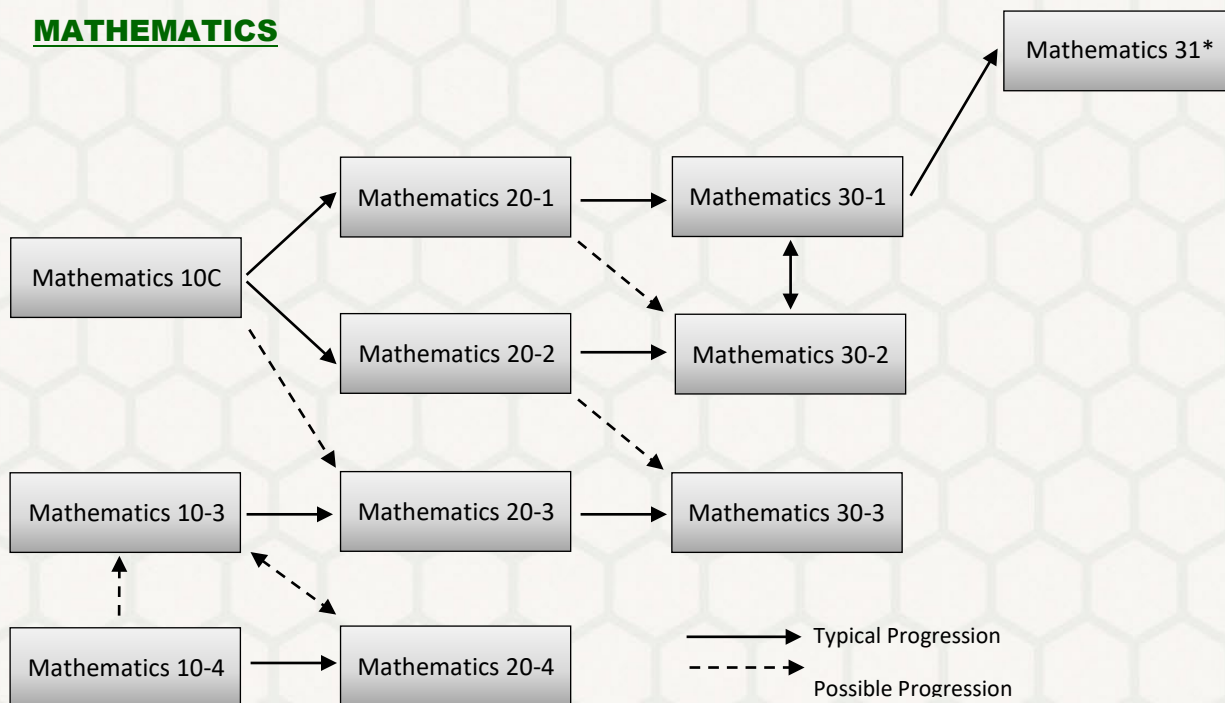 MATHEMATICS
Mathematics 31*
Mathematics 20-1
Mathematics 30-1
Mathematics 10C
Mathematics 20-2
Mathematics 30-2
Mathematics 10-3
Mathematics 20-3
Mathematics 30-3
Mathematics 10-4
Mathematics 20-4
Typical Progression
Possible Progression